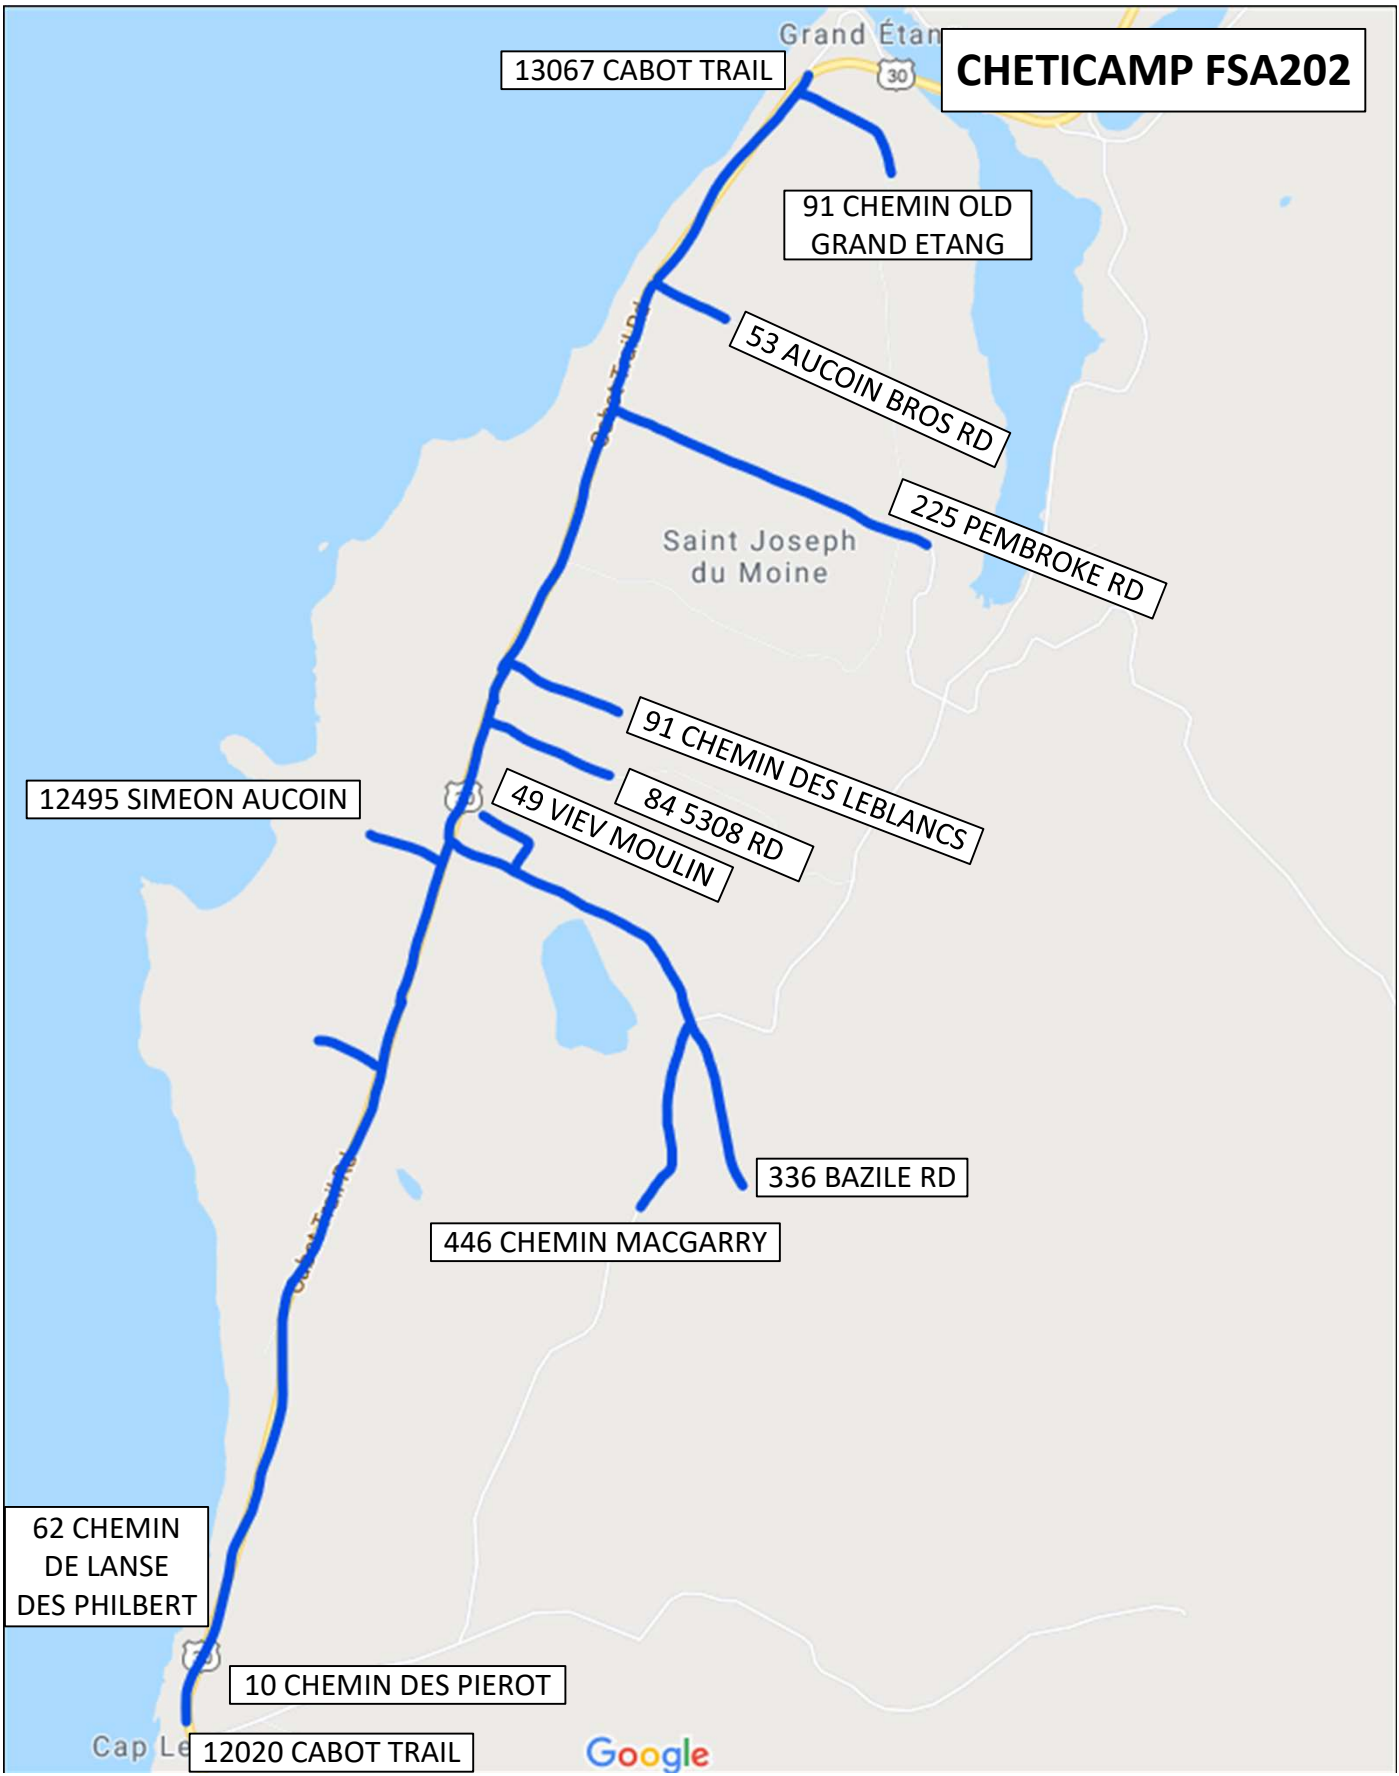 Grand Étan
13067 CABOT TRAIL
30
CHETICAMP FSA202
91 CHEMIN OLD
GRAND ETANG
53 AUCOIN BROS RD
225 PEMBROKE RD
Saint Joseph
du Moine
91 CHEMIN DES LEBLANCS
84 5308 RD
49 VIEV MOULIN
12495 SIMEON AUCOIN
336 BAZILE RD
446 CHEMIN MACGARRY
62 CHEMIN
DE LANSE
DES PHILBERT
10 CHEMIN DES PIEROT
Cap Le
12020 CABOT TRAIL
Google